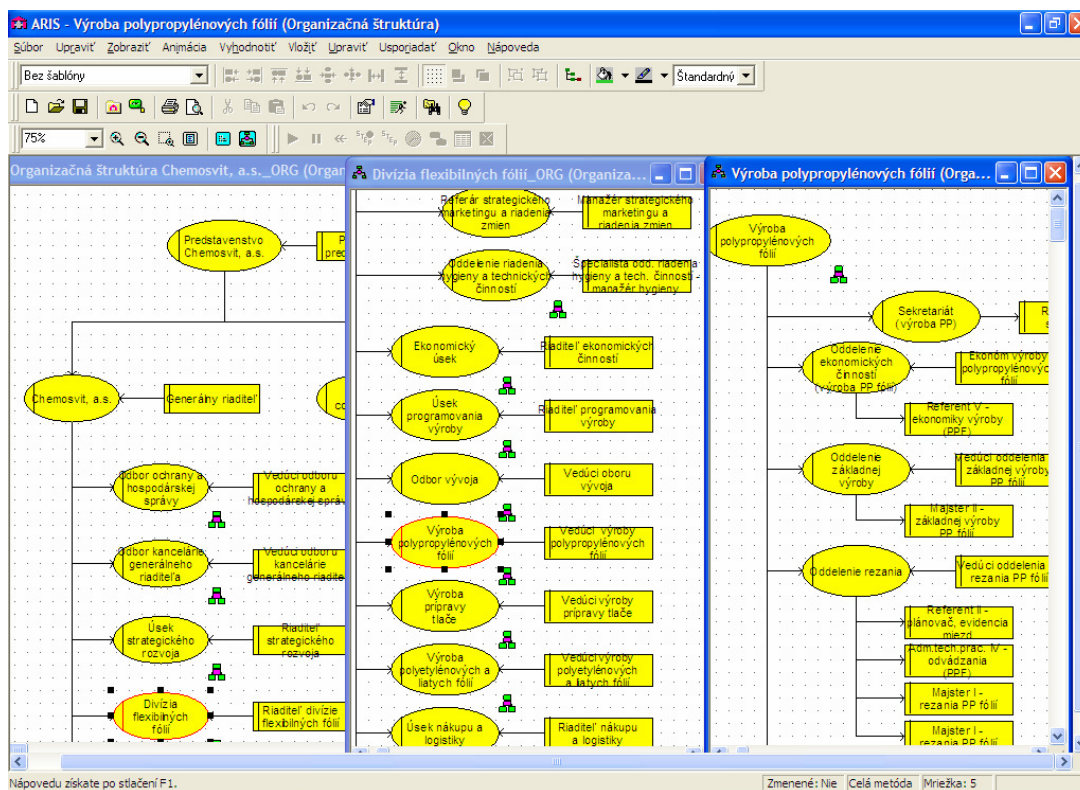 ARIS - Výroba polypropylénových fólií (Organizačná štruktúra)
Súbor Upraviť Zobraziť Animácia Vyhodnotiť Vložiť Upraviť Usporiadať Okno Nápoveda
Bez šablóny
Štandardný
75%
Organizačná štruktúra Chemosvit, a.s._ORG (Organ
Predstavenstvo
Chemosvit, a.s.
Chemosvit, a.s.
Generálny riaditeľ
Odbor ochrany a
hospodárskej
správy
Vedúci odboru
ochrany a
hospodárskej správy
Odbor kancelárie
generálneho
riaditeľa
Vedúci odboru
kancelárie
generálneho riaditeľ
Úsek
strategického
rozvoja
Riaditeľ
strategického
rozvoja
Divízia
flexibilných
fólií
Riaditeľ divízie
flexibilných fólií
Divízia flexibilných fólií_ORG (Organiza...
Referár strategického
marketingu a riadenia
zmien
Manažér strategického
marketingu a
riadenia zmien
Oddelenie riadenia
hygieny a technických
činností
Špecialista odd. riadenia
hygieny a tech. činností -
manažér hygieny
Ekonomický
úsek
Riaditeľ ekonomických
činností
Úsek
programovania
výroby
Riaditeľ programovania
výroby
Odbor vývoja
Vedúci oboru
vývoja
Výroba
polypropylénových
fólií
Vedúci výroby
polypropylénových
fólií
Výroba
prípravy
tlače
Vedúci výroby
prípravy tlače
Výroba
polyetylénových a
liatych fólií
Vedúci výroby
polyetylénových
a liatych fólií
Úsek nákupu a
logistiky
Riaditeľ nákupu
a logistiky
Výroba polypropylénových fólií (Orga...
Výroba
polypropylénových
fólií
Sekretariát
(výroba PP)
Oddelenie
ekonomických
činností
(výroba PP fólií)
Ekonóm výroby
polypropylénových
fólií
Referent V -
ekonomiky výroby
(PPF)
Oddelenie
základnej
výroby
Vedúci oddelenia
základnej výroby
PP fólií
Majster II -
základnej výroby
PP fólií
Oddelenie rezania
Vedúci oddelenia
rezania PP fólií
Referent II -
plánovač, evidencia
miezd
Adm.tech.prac. IV -
odvádzania
(PPF)
Majster I -
rezania PP fólií
Majster I -
rezania PP fólií
Nápovedu získate po stlačení F1.
Zmenené: Nie Celá metóda Mriežka: 5